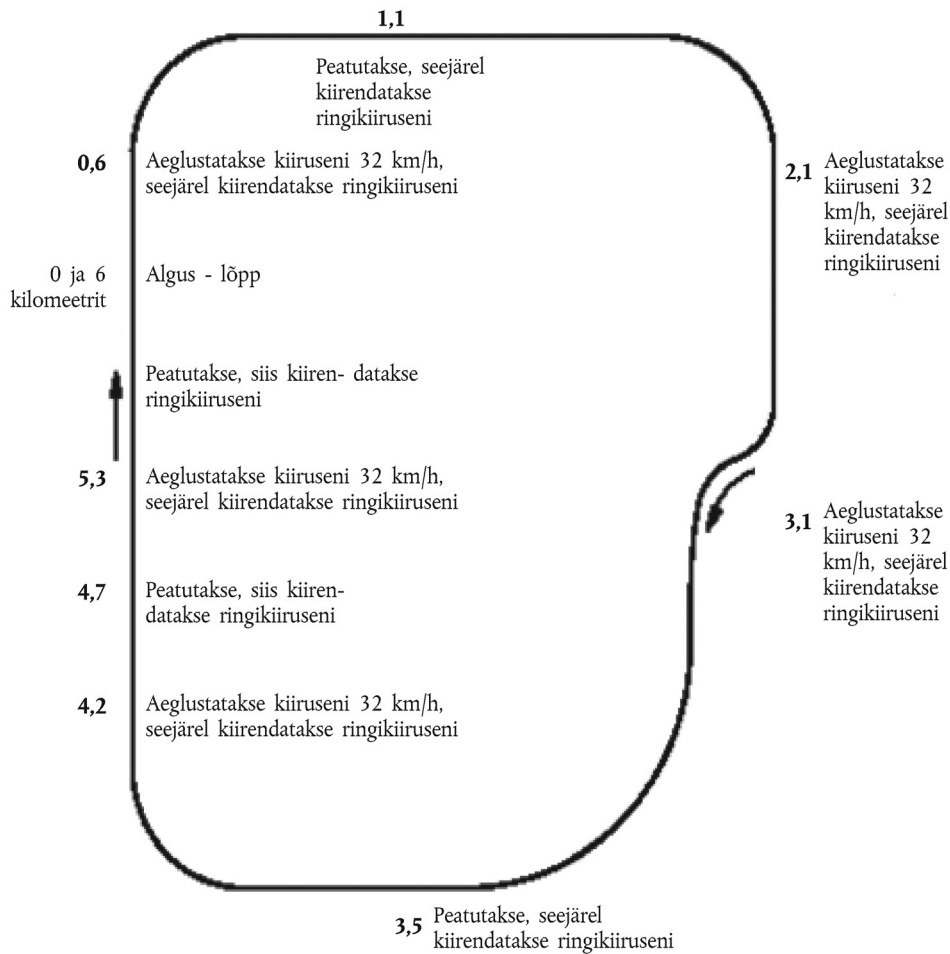 1,1
Peatutakse, seejärel
kiirendatakse
ringikiiruseni
0,6
Aeglustatakse kiiruseni 32 km/h,
seejärel kiirendatakse ringikiiruseni
2,1
Aeglustatakse
kiiruseni 32
km/h, seejärel
kiirendatakse
ringikiiruseni
0 ja 6
kilomeetrit
Algus - lõpp
Peatutakse, siis kiiren- datakse
ringikiiruseni
5,3
Aeglustatakse kiiruseni 32 km/h,
seejärel kiirendatakse ringikiiruseni
3,1
Aeglustatakse
kiiruseni 32
km/h, seejärel
kiirendatakse
ringikiiruseni
4,7
Peatutakse, siis kiiren-
datakse ringikiiruseni
4,2
Aeglustatakse kiiruseni 32 km/h,
seejärel kiirendatakse ringikiiruseni
3,5
Peatutakse, seejärel
kiirendatakse ringikiiruseni